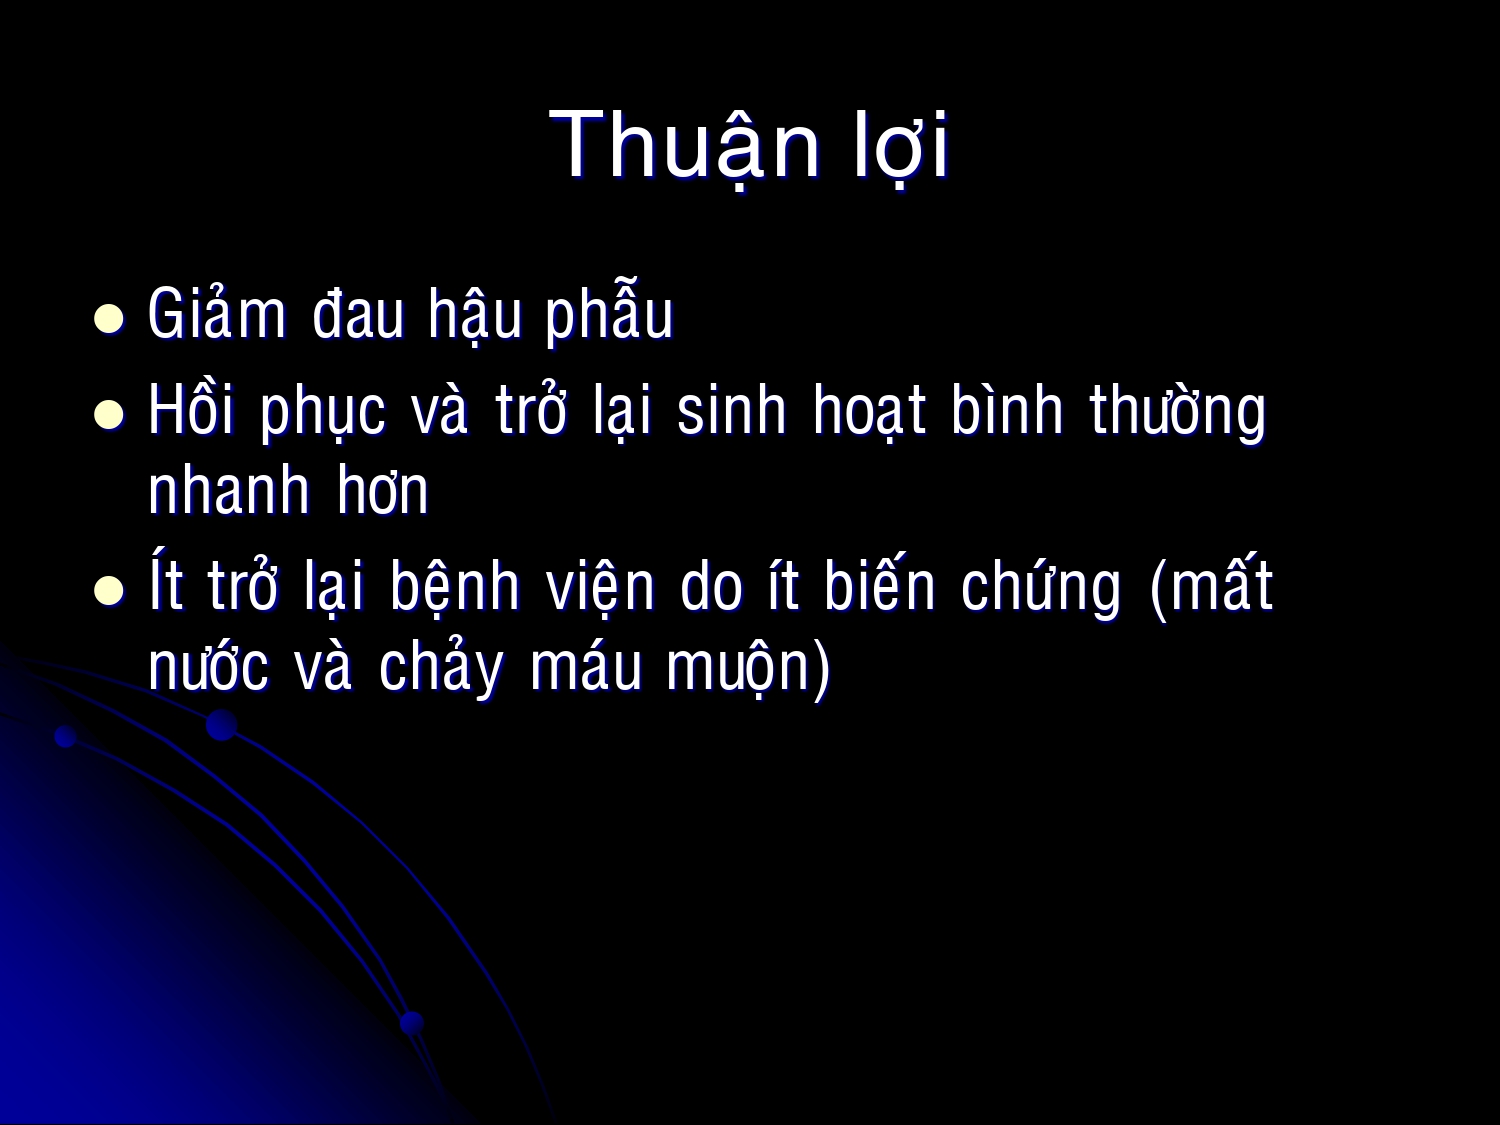 Thuận lợi
Giảm đau hậu phẫu
Hồi phục và trở lại sinh hoạt bình thường
nhanh hơn
Ít trở lại bệnh viện do ít biến chứng (mất
nước và chảy máu muộn)